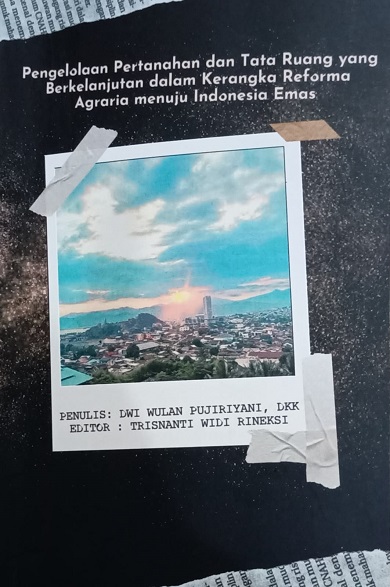 Pengelolaan Pertanahan dan Tata Ruang yang
Berkelanjutan dalam Kerangka Reforma
Agraria menuju Indonesia Emas
PENULIS: DWI WULAN PUJIRIYANI, DKK
EDITOR : TRISNANTI WIDI RINEKSI